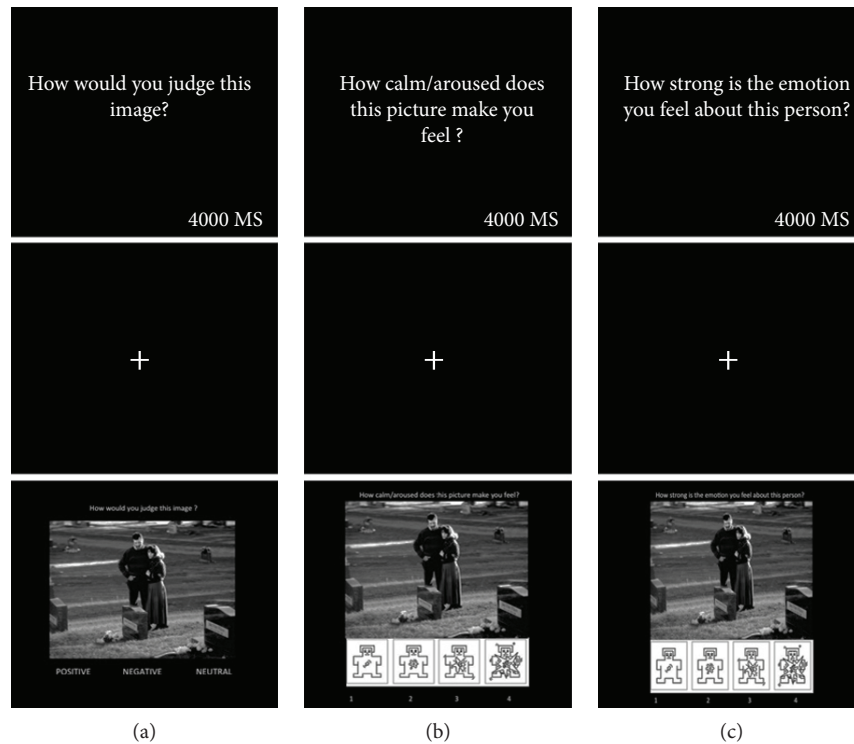 How would you judge this
image?
4000 MS
How calm/aroused does
this picture make you
feel ?
4000 MS
How strong is the emotion
you feel about this person?
4000 MS
How would you judge this image ?
POSITIVE NEGATIVE NEUTRAL
(a)
How calm/aroused does this picture make you feel?
1 2 3 4
(b)
How strong is the emotion you feel about this person?
1 2 3 4
(c)